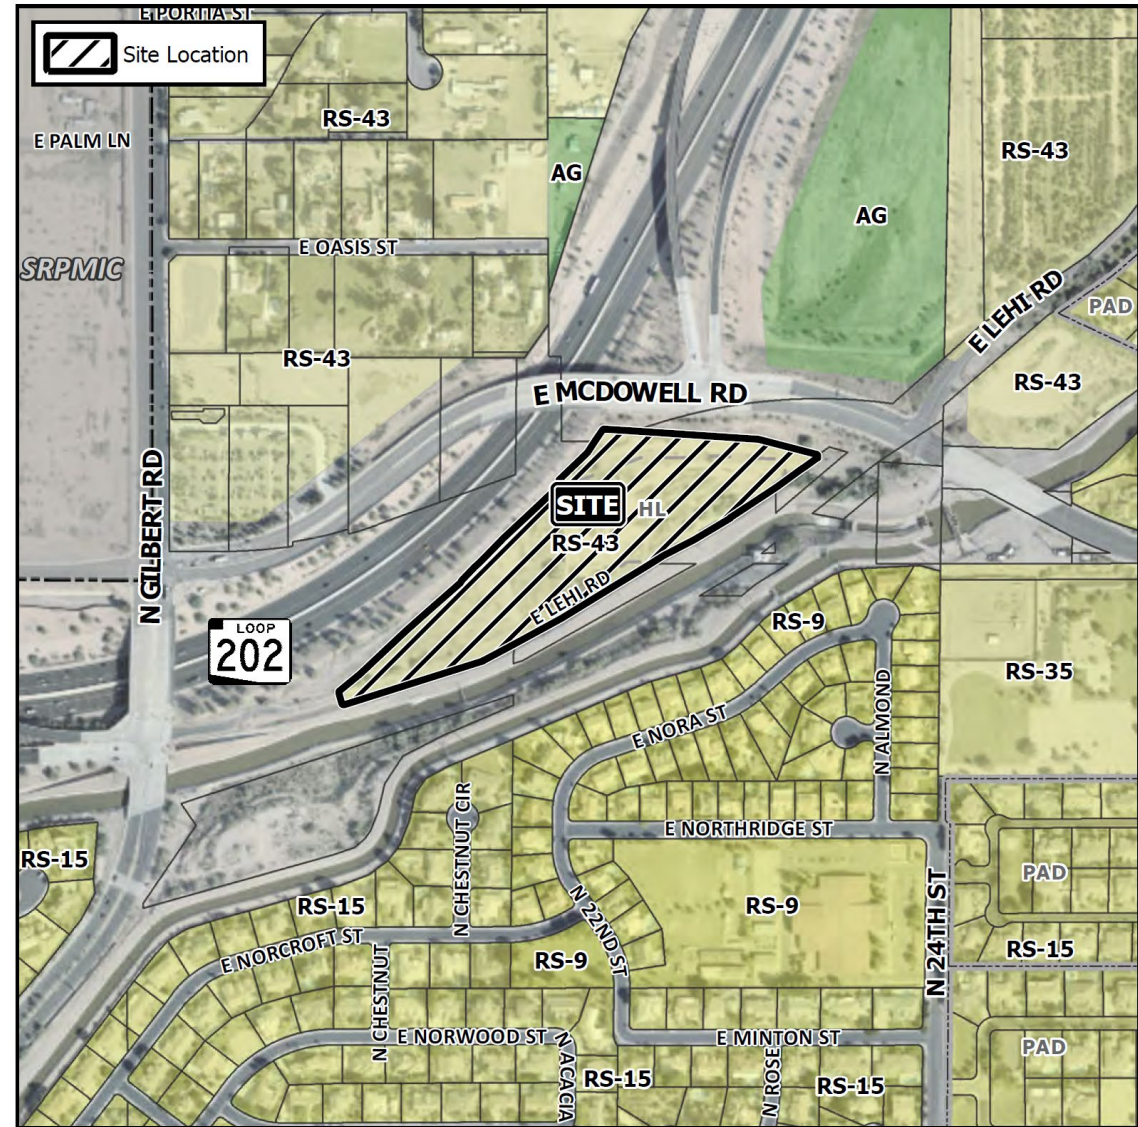 E PORTIA ST
Site Location
RS-43
E PALM LN
RS-43
AG
AG
E OASIS ST
SRPMIC
E LEHI RD
PAD
RS-43
RS-43
E MCDOWELL RD
N GILBERT RD
SITE
HL
RS-43
E LEHI RD
LOOP
202
RS-9
RS-35
E NORA ST
N ALMOND
N CHESTNUT CIR
E NORTHRIDGE ST
RS-15
PAD
N 24TH ST
RS-15
N 22ND ST
RS-9
E NORCROFT ST
RS-15
RS-9
N CHESTNUT
E NORWOOD ST
N ACACIA
E MINTON ST
PAD
RS-15
N ROSE
RS-15